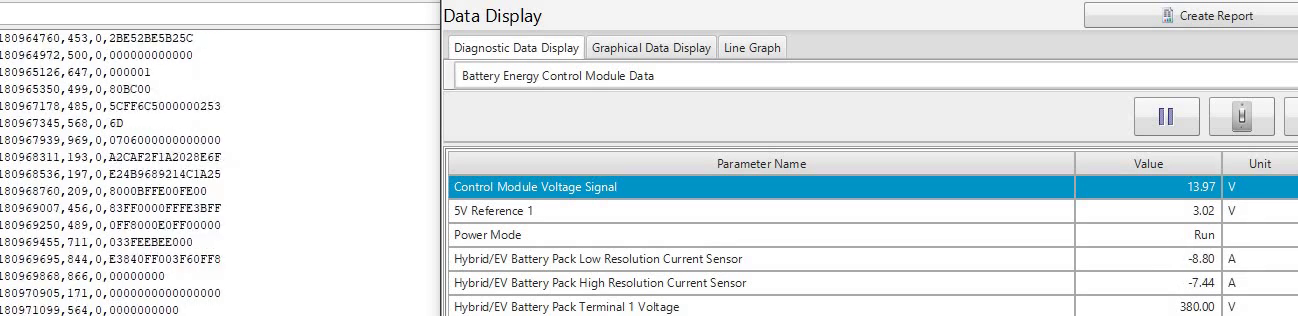 180964760,453,0,2BE52BE5B25C
180964972,500,0,000000000000
180965126,647,0,000001
180965350,499,0,80BC00
180967178,485,0,5CFF6C5000000253
180967345,568,0,6D
180967939,969,0,0706000000000000
180968311,193,0,A2CAF2F1A2028E6F
180968536,197,0,E24B9689214C1A25
180968760,209,0,8000BFFE00FE00
180969007,456,0,83FF0000FFFE3BFF
180969250,489,0,0FF8000E0FF00000
180969455,711,0,033FEEBEE000
180969695,844,0,E3840FF003F60FF8
180969868,866,0,00000000
180970905,171,0,0000000000000000
180971099,564,0,0000000000
Data Display
Create Report
Diagnostic Data Display Graphical Data Display Line Graph
Battery Energy Control Module Data
Parameter Name Value Unit
Control Module Voltage Signal 13.97 V
5V Reference 1 3.02 V
Power Mode Run
Hybrid/EV Battery Pack Low Resolution Current Sensor -8.80 A
Hybrid/EV Battery Pack High Resolution Current Sensor -7.44 A
Hybrid/EV Battery Pack Terminal 1 Voltage 380.00 V